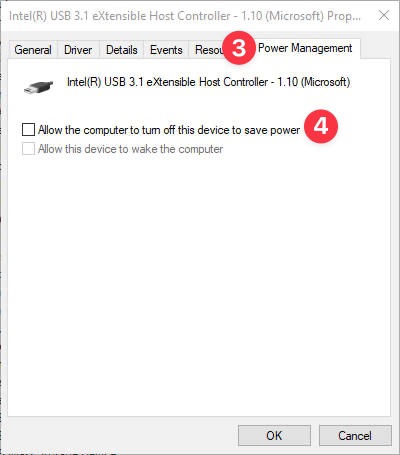 Intel(R) USB 3.1 eXtensible Host Controller - 1.10 (Microsoft) Prop...
General Driver Details Events Resou 3 Power Management
Intel(R) USB 3.1 eXtensible Host Controller - 1.10 (Microsoft)
Allow the computer to turn off this device to save power 4
Allow this device to wake the computer
OK Cancel